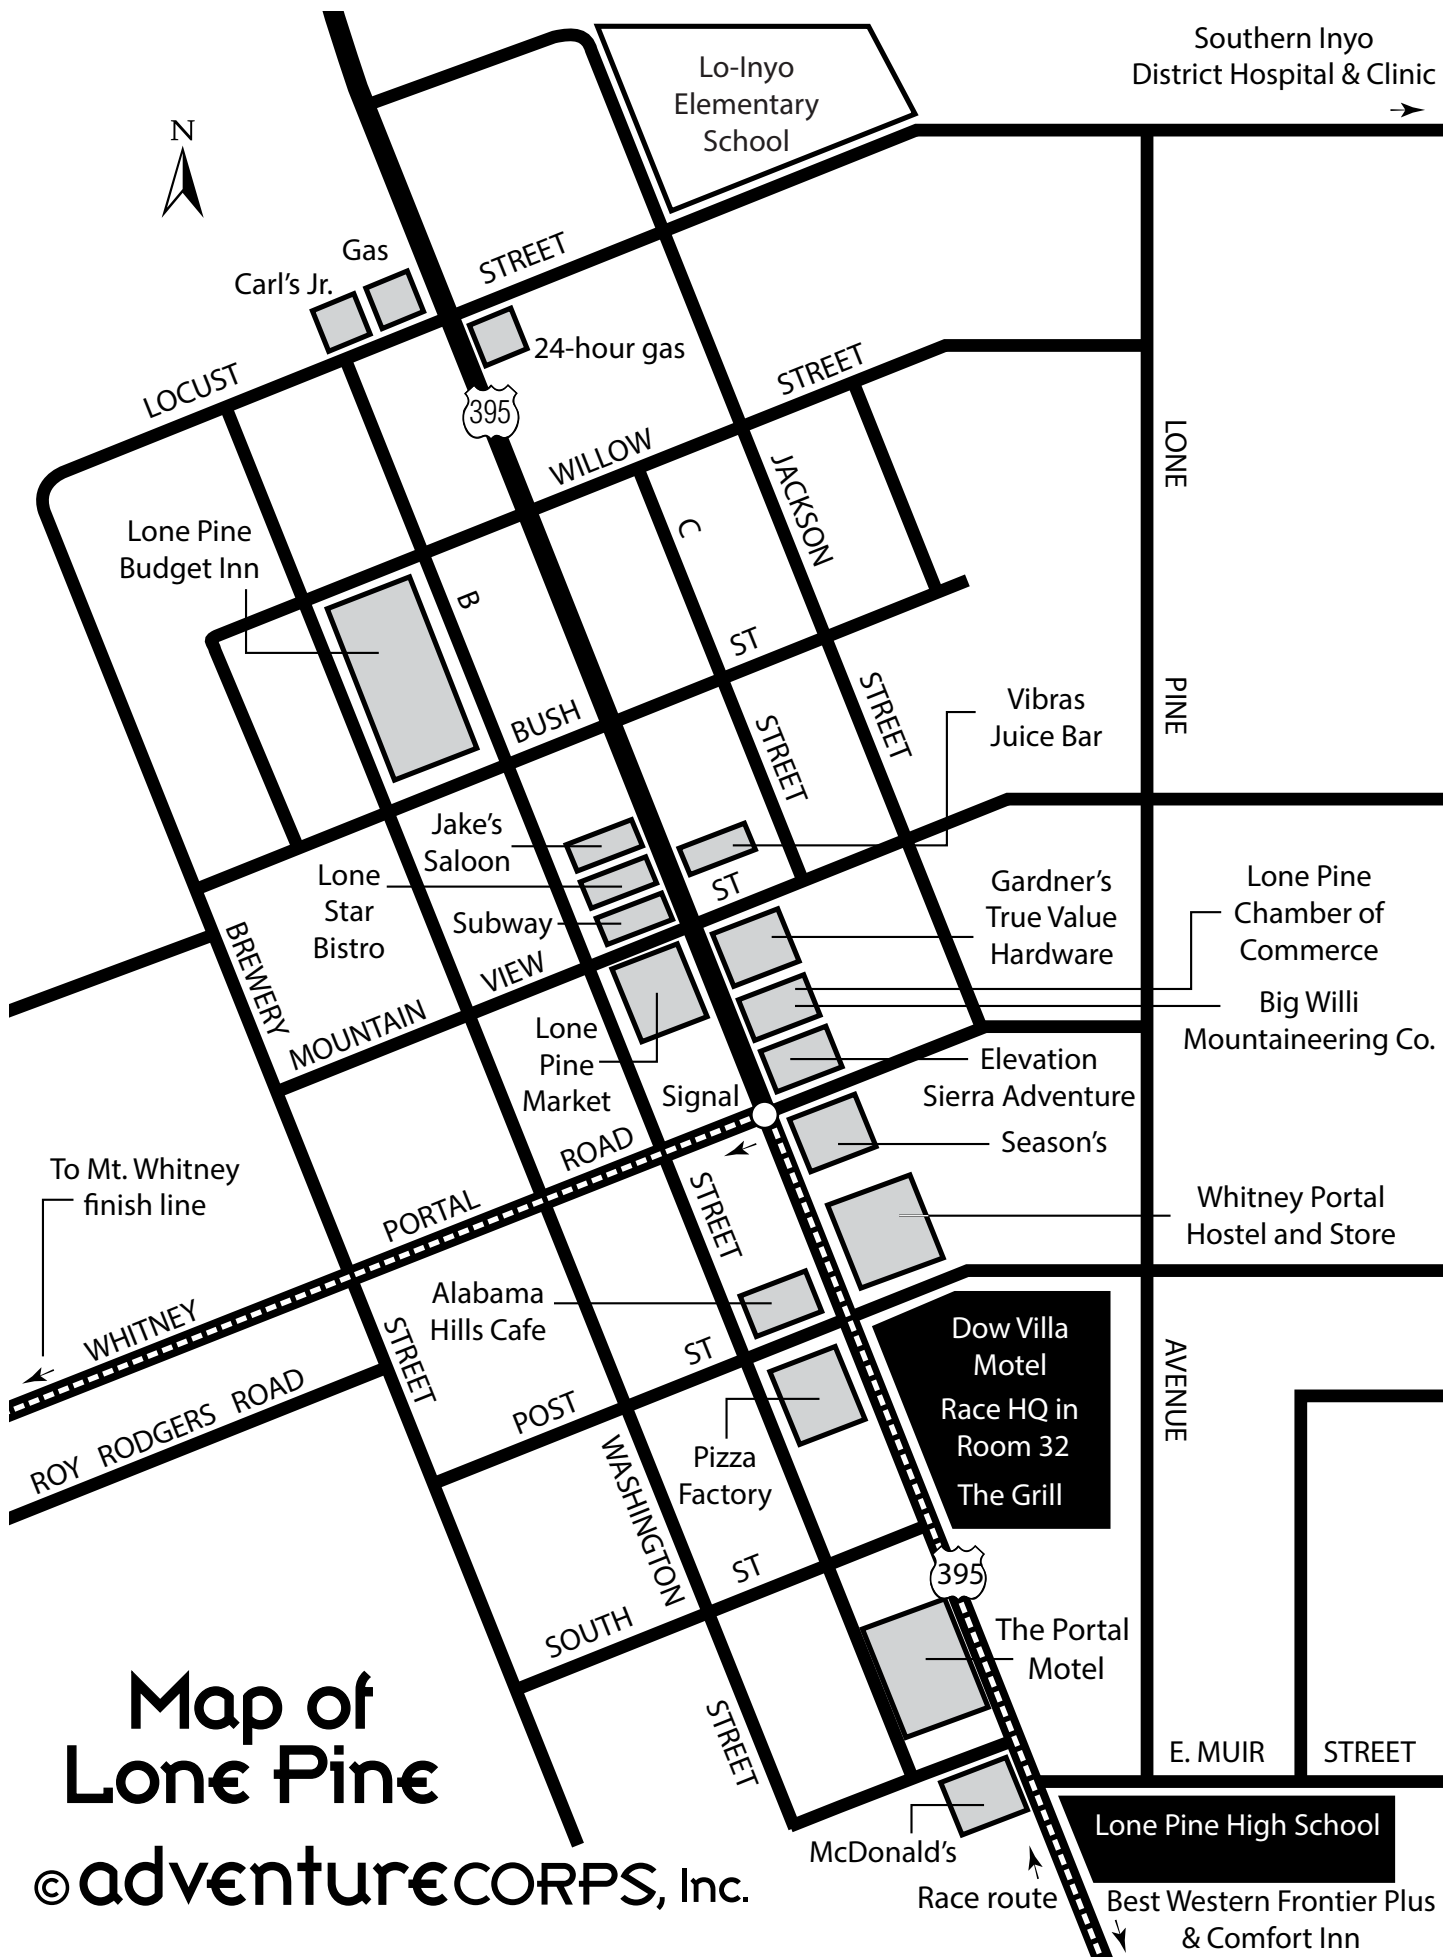 Southern Inyo
District Hospital & Clinic
Lo-Inyo
Elementary
School
N
Gas
Carl's Jr.
STREET
24-hour gas
LOCUST
395
STREET
WILLOW
LONE
JACKSON
C
Lone Pine
Budget Inn
B
ST
BUSH
STREET
STREET
PINE
Vibras
Juice Bar
Jake's
Saloon
Lone
Star
Bistro
Subway
ST
Gardner's
True Value
Hardware
Lone Pine
Chamber of
Commerce
BREWERY
VIEW
MOUNTAIN
Big Willi
Mountaineering Co.
Lone
Pine
Market
Signal
Elevation
Sierra Adventure
Season's
ROAD
To Mt. Whitney
finish line
PORTAL
STREET
Whitney Portal
Hostel and Store
WHITNEY
Alabama
Hills Cafe
STREET
ST
Dow Villa
Motel
Race HQ in
Room 32
The Grill
AVENUE
ROY RODGERS ROAD
POST
Pizza
Factory
WASHINGTON
ST
395
SOUTH
The Portal
Motel
STREET
E. MUIR STREET
Map of
Lone Pine
© adventureCORPS, Inc.
McDonald's
Lone Pine High School
Race route
Best Western Frontier Plus
& Comfort Inn